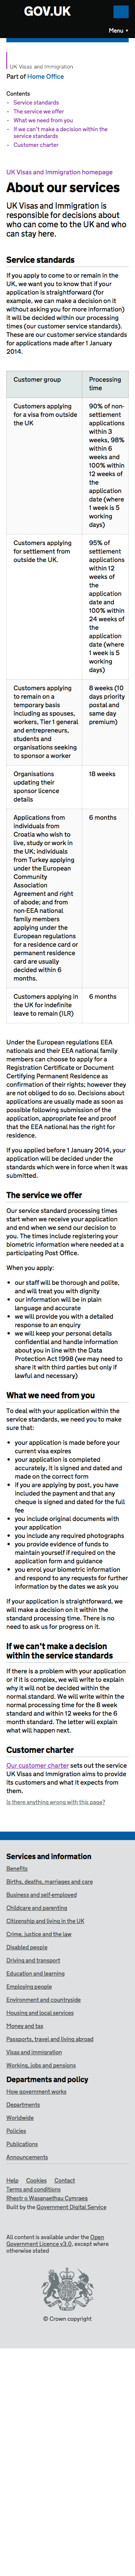 GOV.UK
Menu
UK Visas and Immigration
Part of Home Office
Contents
Service standards
The service we offer
What we need from you
If we can't make a decision within the
service standards
Customer charter
UK Visas and Immigration homepage
About our services
UK Visas and Immigration is
responsible for decisions about
who can come to the UK and who
can stay here.
Service standards
If you apply to come to or remain in the
UK, we want you to know that if your
application is straightforward (for
example, we can make a decision on it
without asking you for more information)
it will be decided within our processing
times (our customer service standards).
These are our customer service standards
for applications made after 1 January
2014.
Customer group
Processing
time
Customers applying
for a visa from outside
the UK
90% of non-
settlement
applications
within 3
weeks, 98%
within 6
weeks and
100% within
12 weeks of
the
application
date (where
1 week is 5
working
days)
Customers applying
for settlement from
outside the UK.
95% of
settlement
applications
within 12
weeks of
the
application
date and
100% within
24 weeks of
the
application
date (where
1 week is 5
working
days)
Customers applying
to remain on a
temporary basis
including as spouses,
workers, Tier 1 general
and entrepreneurs,
students and
organisations seeking
to sponsor a worker
8 weeks (10
days priority
postal and
same day
premium)
Organisations
updating their
sponsor licence
details
18 weeks
Applications from
individuals from
Croatia who wish to
live, study or work in
the UK; individuals
from Turkey applying
under the European
Community
Association
Agreement and right
of abode; and from
non-EEA national
family members
applying under the
European regulations
for a residence card or
permanent residence
card are usually
decided within 6
months.
6 months
Customers applying in
the UK for indefinite
leave to remain (ILR)
6 months
Under the European regulations EEA
nationals and their EEA national family
members can choose to apply for a
Registration Certificate or Document
Certifying Permanent Residence as
confirmation of their rights; however they
are not obliged to do so. Decisions about
these are usually made as soon as
possible following submission of the
application, appropriate fee and proof
that the EEA national has the right for
residence.
If you applied before 1 January 2014, your
application will be decided under the
standards which were in force when it was
submitted.
The service we offer
Our service standard processing times
start when we receive your application
and end when we send the decision to
you. The times include registering your
biometric information where needed at a
participating Post Office.
When you apply:
our staff will be thorough and polite,
and will treat you with dignity
our information will be in plain
language and accurate
we will provide you with a detailed
response to an enquiry
we will keep your personal details
confidential and handle information
about you in line with the Data
Protection Act 1998 (we may need to
share it with third parties but only if
lawful and necessary)
What we need from you
To deal with your application within the
service standards, we need you to make
sure that:
your application is made before your
current visa expires
your application is completed
accurately, it is signed and dated and
made on the correct form
if you are applying by post, you have
included the payment and that any
cheque is signed and dated for the full
fee
you include original documents with
your application
you include any required photographs
you provide evidence of funds to
maintain yourself if required on the
application form and guidance
you enrol your biometric information
and respond to any requests for further
information by the dates we ask you
If your application is straightforward, we
will make a decision on it within the
standard processing time. There is no
need to ask us for progress on it.
If we can't make a decision
within the service standards
If there is a problem with your application
or if it is complex, we will write and explain
why it will not be decided within the
normal standard. We will write within the
normal processing time for the 8 week
standard and within 12 weeks for the 6
month standard. The letter will explain
what will happen next.
Customer charter
Our customer charter sets out the service
UK Visas and Immigration aims to provide
its customers and what it expects from
them.
Is there anything wrong with this page?
Services and information
Benefits
Births, deaths, marriages and care
Business and self-employed
Childcare and parenting
Citizenship and living in the UK
Crime, justice and the law
Disabled people
Driving and transport
Education and learning
Employing people
Environment and countryside
Housing and local services
Money and tax
Passports, travel and living abroad
Visas and immigration
Working, jobs and pensions
Departments and policy
How government works
Departments
Worldwide
Policies
Publications
Announcements
Help Cookies Contact
Terms and conditions
Rhestr o Wasanaethau Cymraeg
Built by the Government Digital Service
All content is available under the Open
Government Licence v3.0, except where
otherwise stated
© Crown copyright